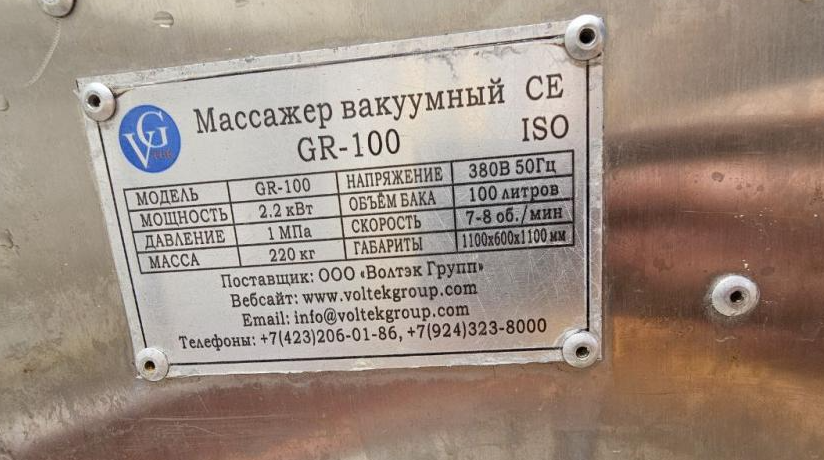 Массажер вакуумный CE
GR-100 ISO
VG
МОДЕЛЬ GR-100 НАПРЯЖЕНИЕ 380В 50Гц
МОЩНОСТЬ 2.2 кВт ОБЪЁМ БАКА 100 литров
ДАВЛЕНИЕ 1 МПа СКОРОСТЬ 7-8 об./мин
МАССА 220 кг ГАБАРИТЫ 1100х600х1100 мм
Поставщик: ООО «Волтэк Групп»
Вебсайт: www.voltekgroup.com
Email: info@voltekgroup.com
Телефоны: +7(423)206-01-86, +7(924)323-8000